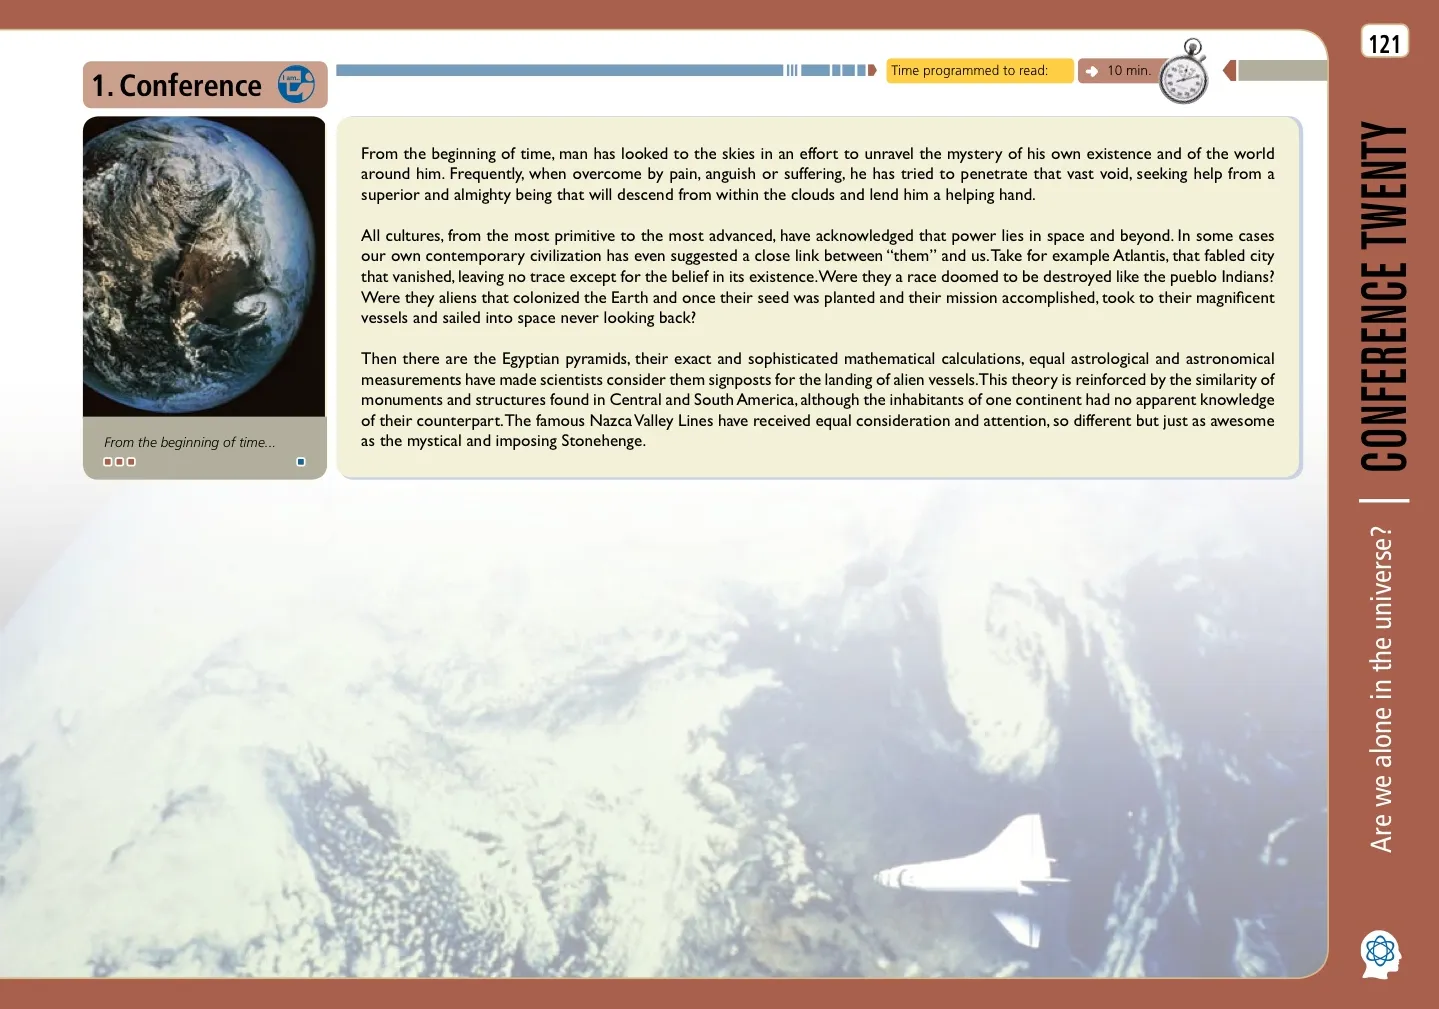 121
1. Conference
I am...
Time programmed to read:
10 min.
From the beginning of time, man has looked to the skies in an effort to unravel the mystery of his own existence and of the world
around him. Frequently, when overcome by pain, anguish or suffering, he has tried to penetrate that vast void, seeking help from a
superior and almighty being that will descend from within the clouds and lend him a helping hand.
All cultures, from the most primitive to the most advanced, have acknowledged that power lies in space and beyond. In some cases
our own contemporary civilization has even suggested a close link between “them” and us. Take for example Atlantis, that fabled city
that vanished, leaving no trace except for the belief in its existence. Were they a race doomed to be destroyed like the pueblo Indians?
Were they aliens that colonized the Earth and once their seed was planted and their mission accomplished, took to their magnificent
vessels and sailed into space never looking back?
Then there are the Egyptian pyramids, their exact and sophisticated mathematical calculations, equal astrological and astronomical
measurements have made scientists consider them signposts for the landing of alien vessels. This theory is reinforced by the similarity of
monuments and structures found in Central and South America, although the inhabitants of one continent had no apparent knowledge
of their counterpart. The famous Nazca Valley Lines have received equal consideration and attention, so different but just as awesome
as the mystical and imposing Stonehenge.
From the beginning of time...
CONFERENCE TWENTY
Are we alone in the universe?